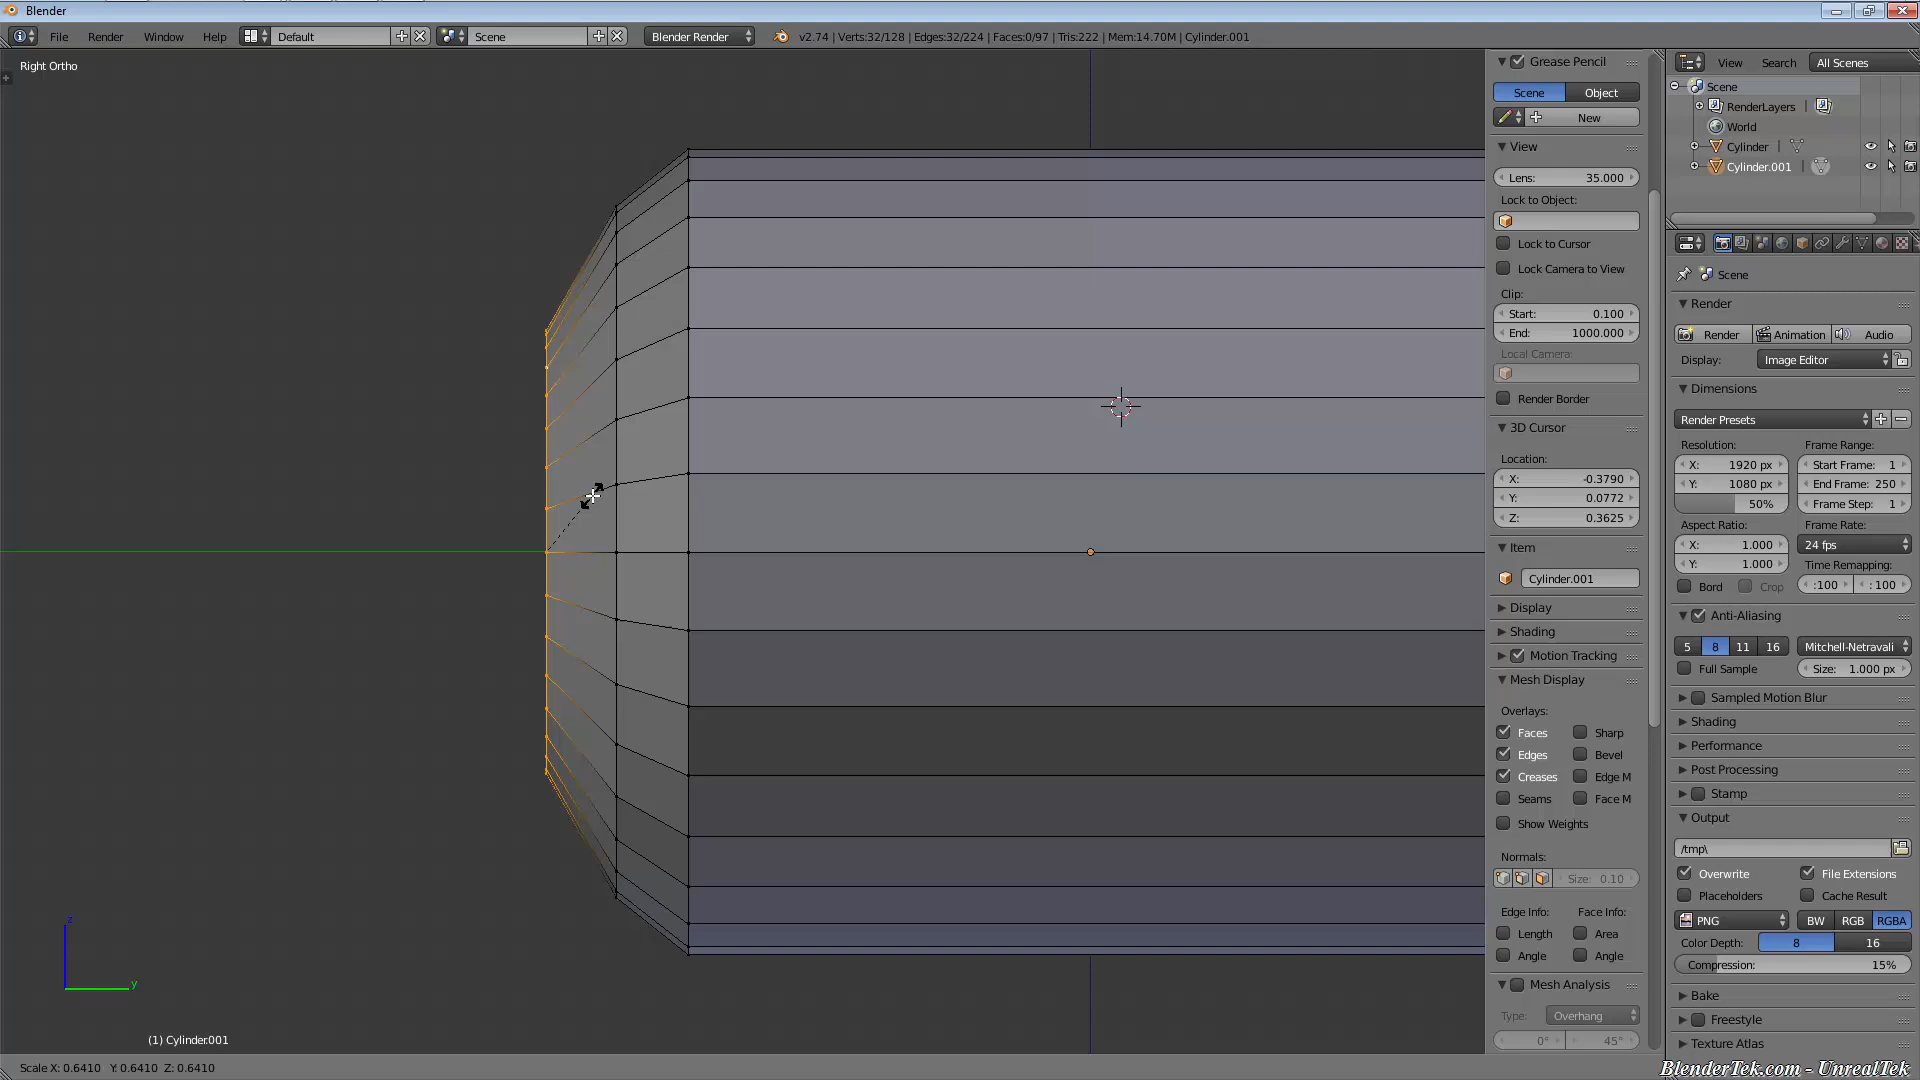 Blender
File Render Window Help Default Scene Blender Render v2.74 | Verts:32/128 | Edges:32/224 | Faces:0/97 | Tris:222 | Mem:14.70M | Cylinder.001
Right Ortho
z
y
(1) Cylinder.001
Scale X: 0.6410 Y: 0.6410 Z: 0.6410
Grease Pencil
Scene Object
New
View
Lens: 35.000
Lock to Object:
Lock to Cursor
Lock Camera to View
Clip:
Start: 0.100
End: 1000.000
Local Camera:
Render Border
3D Cursor
Location:
X: -0.3790
Y: 0.0772
Z: 0.3625
Item
Cylinder.001
Display
Shading
Motion Tracking
Mesh Display
Overlays:
Faces Sharp
Edges Bevel
Creases Edge M
Seams Face M
Show Weights
Normals:
Size: 0.10
Edge Info: Face Info:
Length Area
Angle Angle
Mesh Analysis
Type: Overhang
0° 45°
View Search All Scenes
Scene
RenderLayers
World
Cylinder
Cylinder.001
Scene
Render
Render Animation Audio
Display: Image Editor
Dimensions
Render Presets
Resolution: Frame Range:
X: 1920 px Start Frame: 1
Y: 1080 px End Frame: 250
50% Frame Step: 1
Aspect Ratio: Frame Rate:
X: 1.000 24 fps
Y: 1.000 Time Remapping:
Bord Crop :100 : 100
Anti-Aliasing
5 8 11 16 Mitchell-Netravali
Full Sample Size: 1.000 px
Sampled Motion Blur
Shading
Performance
Post Processing
Stamp
Output
/tmp\
Overwrite File Extensions
Placeholders Cache Result
PNG BW RGB RGBA
Color Depth: 8 16
Compression: 15%
Bake
Freestyle
Texture Atlas
BlenderTek.com - UnrealTek